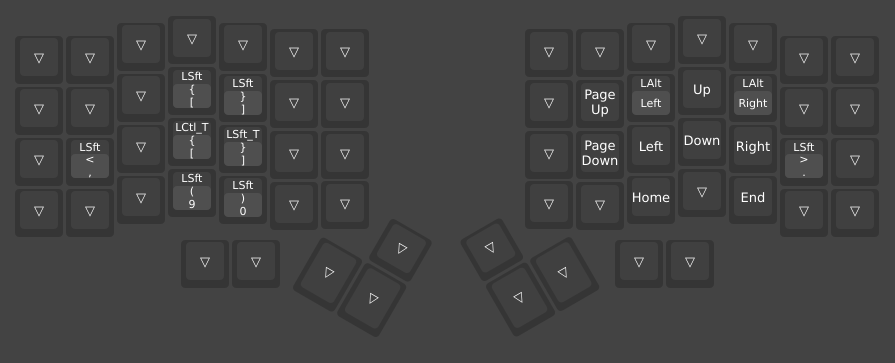 LSft
{
[
LSft
}
]
LCtl_T
{
[
LSft_T
}
]
LSft
<
,
LSft
(
9
LSft
)
0
Page
Up
LAlt
Left
Up
LAlt
Right
Page
Down
Left
Down
Right
LSft
>
.
Home
End